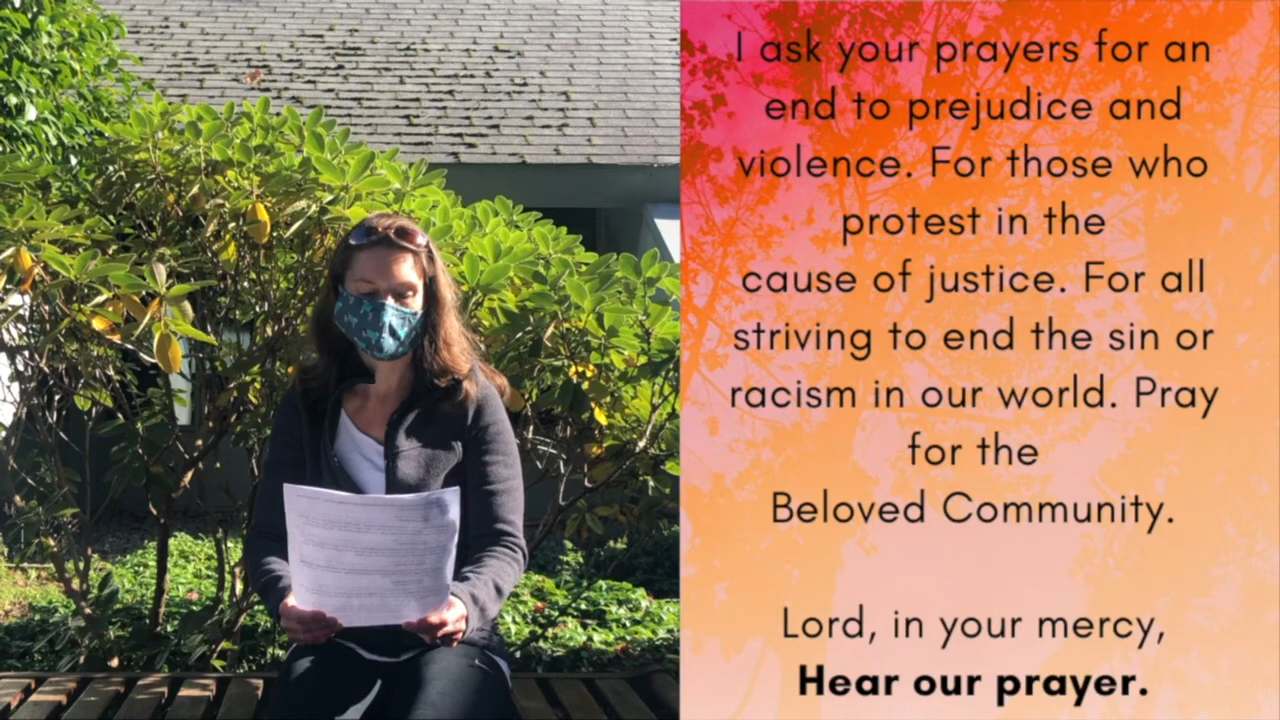 I ask your prayers for an
end to prejudice and
violence. For those who
protest in the
cause of justice. For all
striving to end the sin or
racism in our world. Pray
for the
Beloved Community.
Lord, in your mercy,
Hear our prayer.